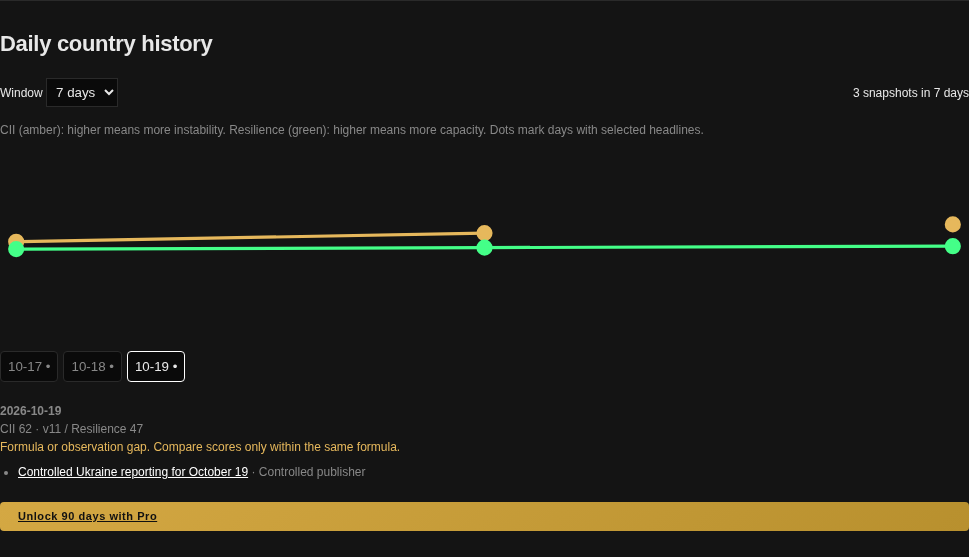 Daily country history
Window 7 days 3 snapshots in 7 days
CII (amber): higher means more instability. Resilience (green): higher means more capacity. Dots mark days with selected headlines.
10-17 • 10-18 • 10-19 •
2026-10-19
CII 62 · v11 / Resilience 47
Formula or observation gap. Compare scores only within the same formula.
• Controlled Ukraine reporting for October 19 · Controlled publisher
Unlock 90 days with Pro